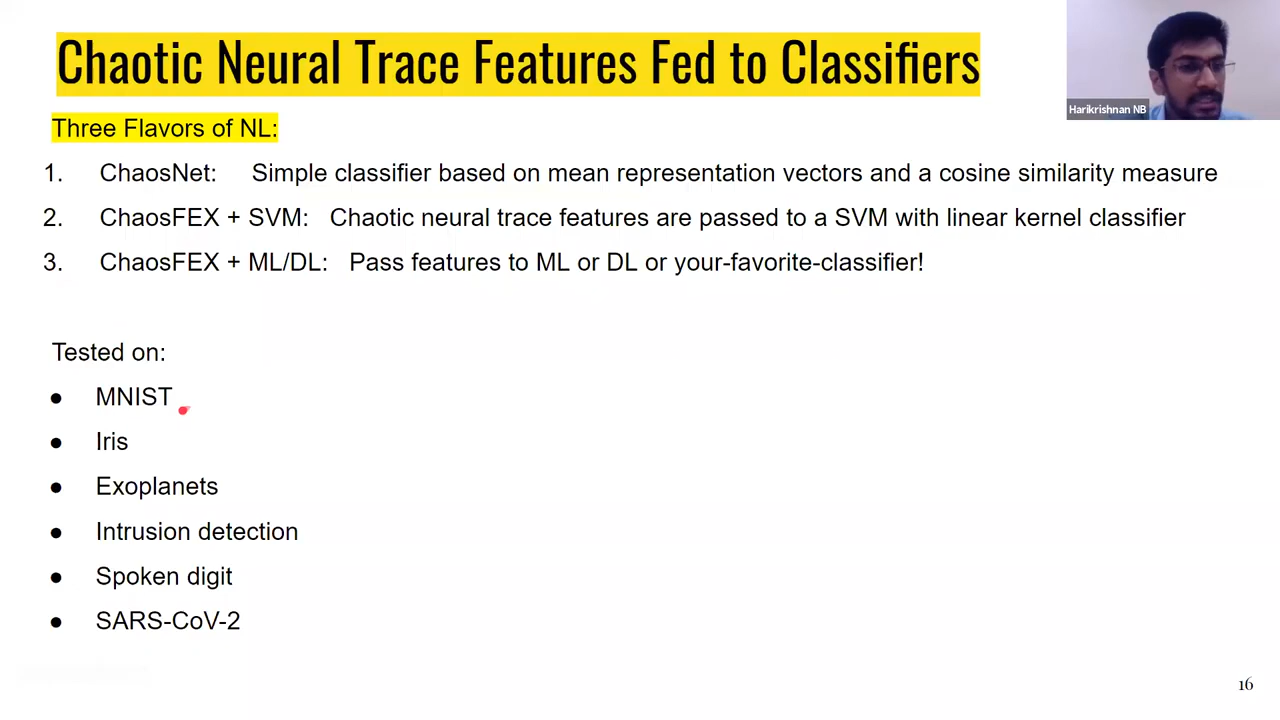 Chaotic Neural Trace Features Fed to Classifiers
Harikrishnan NB
Three Flavors of NL:
1. ChaosNet: Simple classifier based on mean representation vectors and a cosine similarity measure
2. ChaosFEX + SVM: Chaotic neural trace features are passed to a SVM with linear kernel classifier
3. ChaosFEX + ML/DL: Pass features to ML or DL or your-favorite-classifier!
Tested on:
● MNIST
● Iris
● Exoplanets
● Intrusion detection
● Spoken digit
● SARS-CoV-2
16